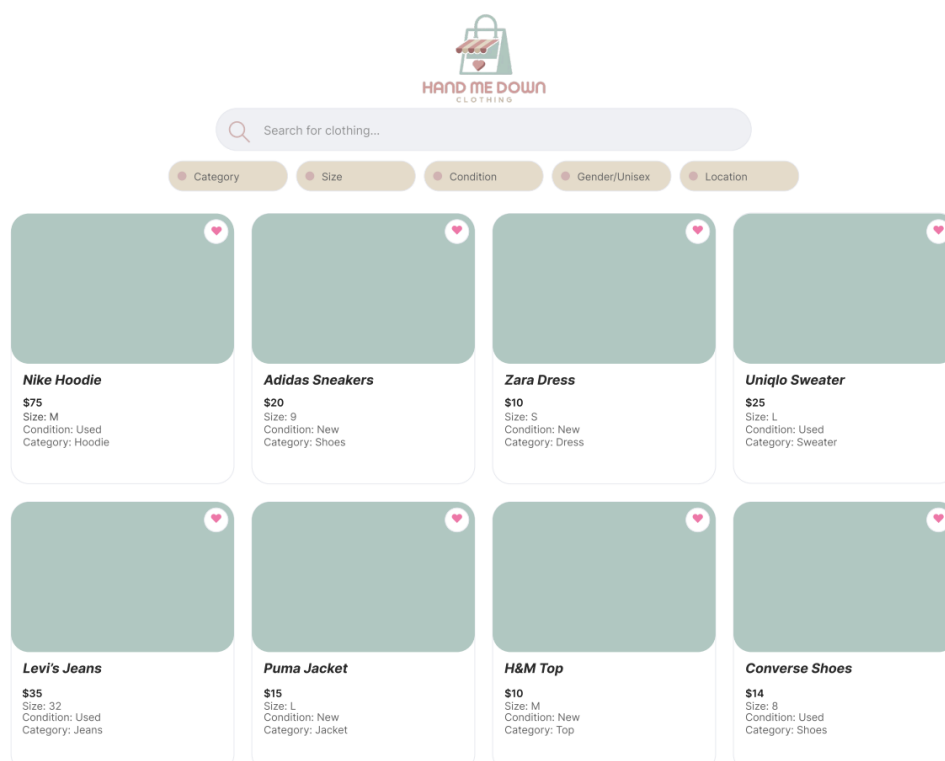 HAND ME DOWN
CLOTHING
Search for clothing...
Category
Size
Condition
Gender/Unisex
Location
Nike Hoodie
$75
Size: M
Condition: Used
Category: Hoodie
Adidas Sneakers
$20
Size: 9
Condition: New
Category: Shoes
Zara Dress
$10
Size: S
Condition: New
Category: Dress
Uniqlo Sweater
$25
Size: L
Condition: Used
Category: Sweater
Levi's Jeans
$35
Size: 32
Condition: Used
Category: Jeans
Puma Jacket
$15
Size: L
Condition: New
Category: Jacket
H&M Top
$10
Size: M
Condition: New
Category: Top
Converse Shoes
$14
Size: 8
Condition: Used
Category: Shoes